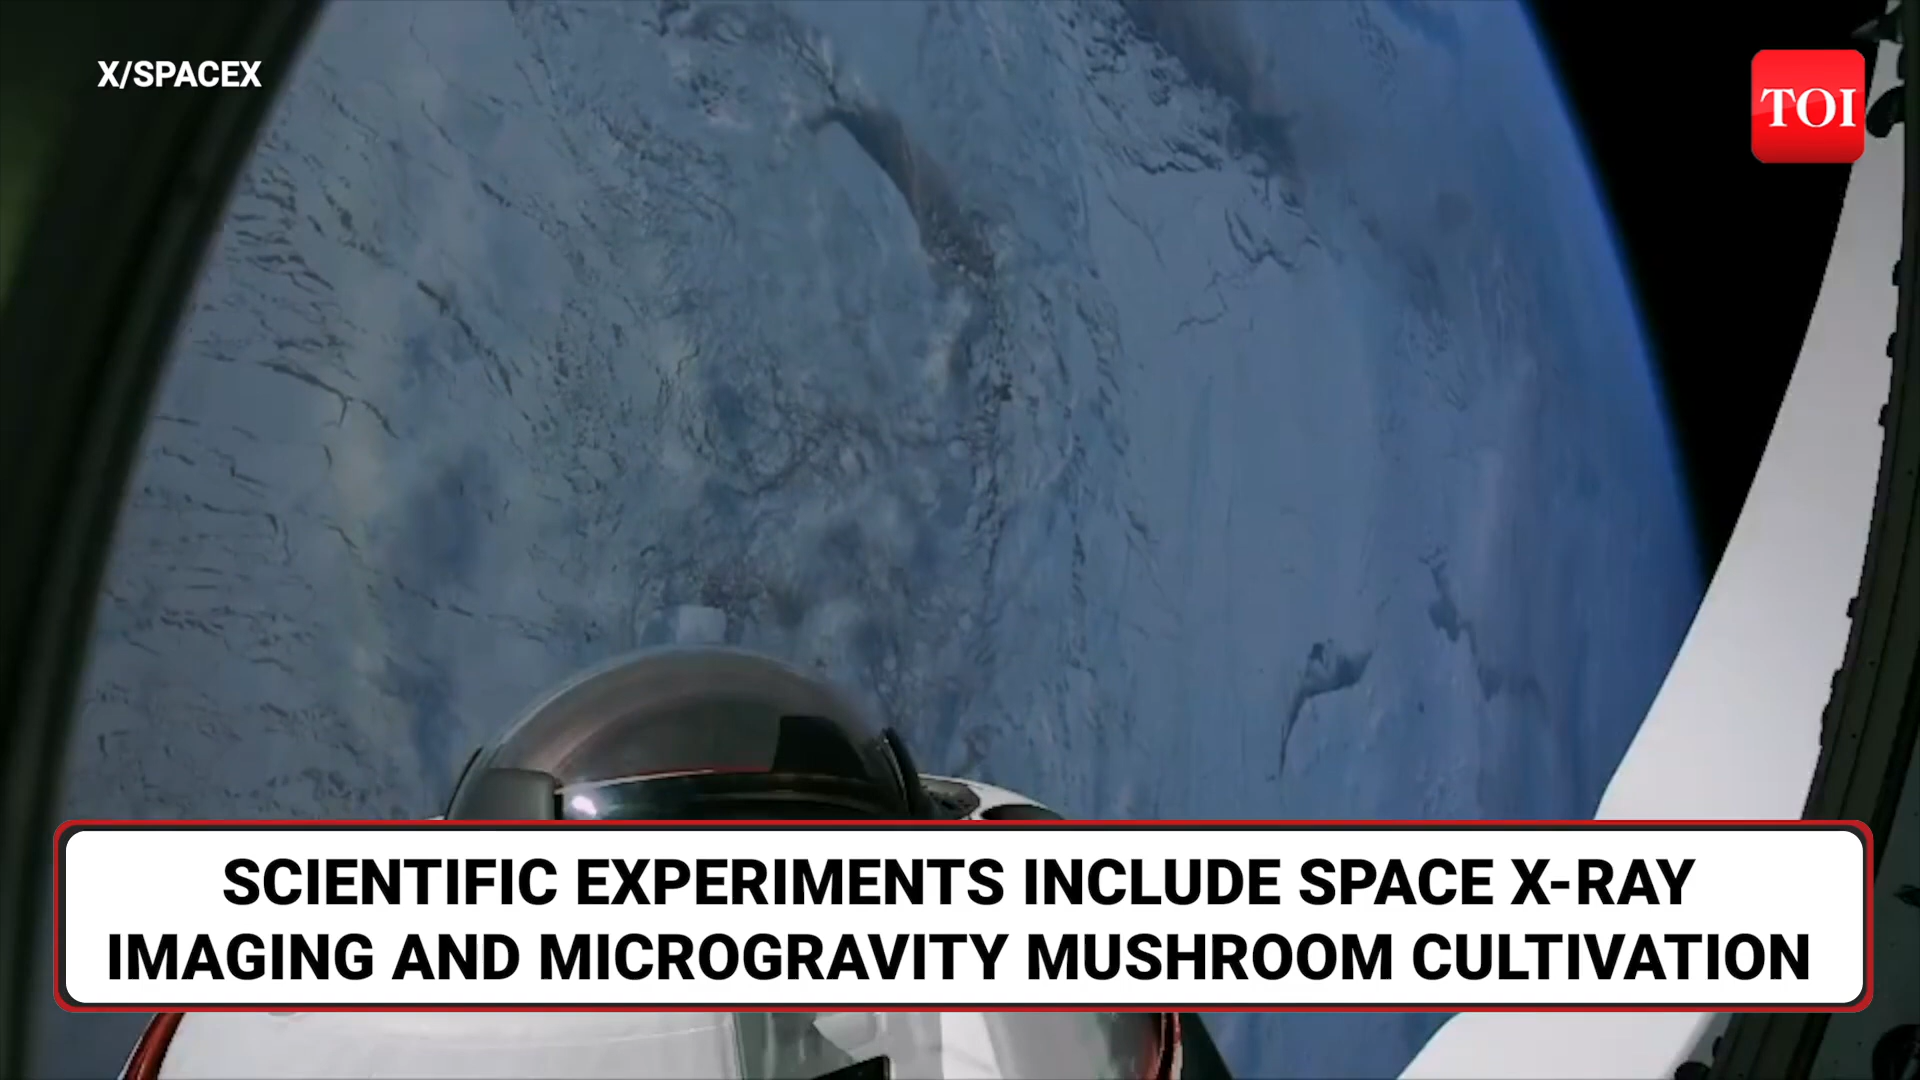 X/SPACEX
TOI
SCIENTIFIC EXPERIMENTS INCLUDE SPACE X-RAY
IMAGING AND MICROGRAVITY MUSHROOM CULTIVATION